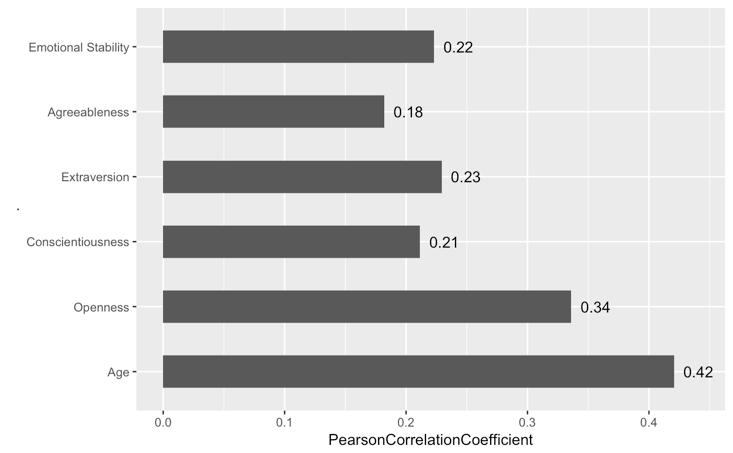 Emotional Stability 0.22
Agreeableness 0.18
Extraversion 0.23
.
Conscientiousness 0.21
Openness 0.34
Age 0.42
0.0 0.1 0.2 0.3 0.4
PearsonCorrelationCoefficient